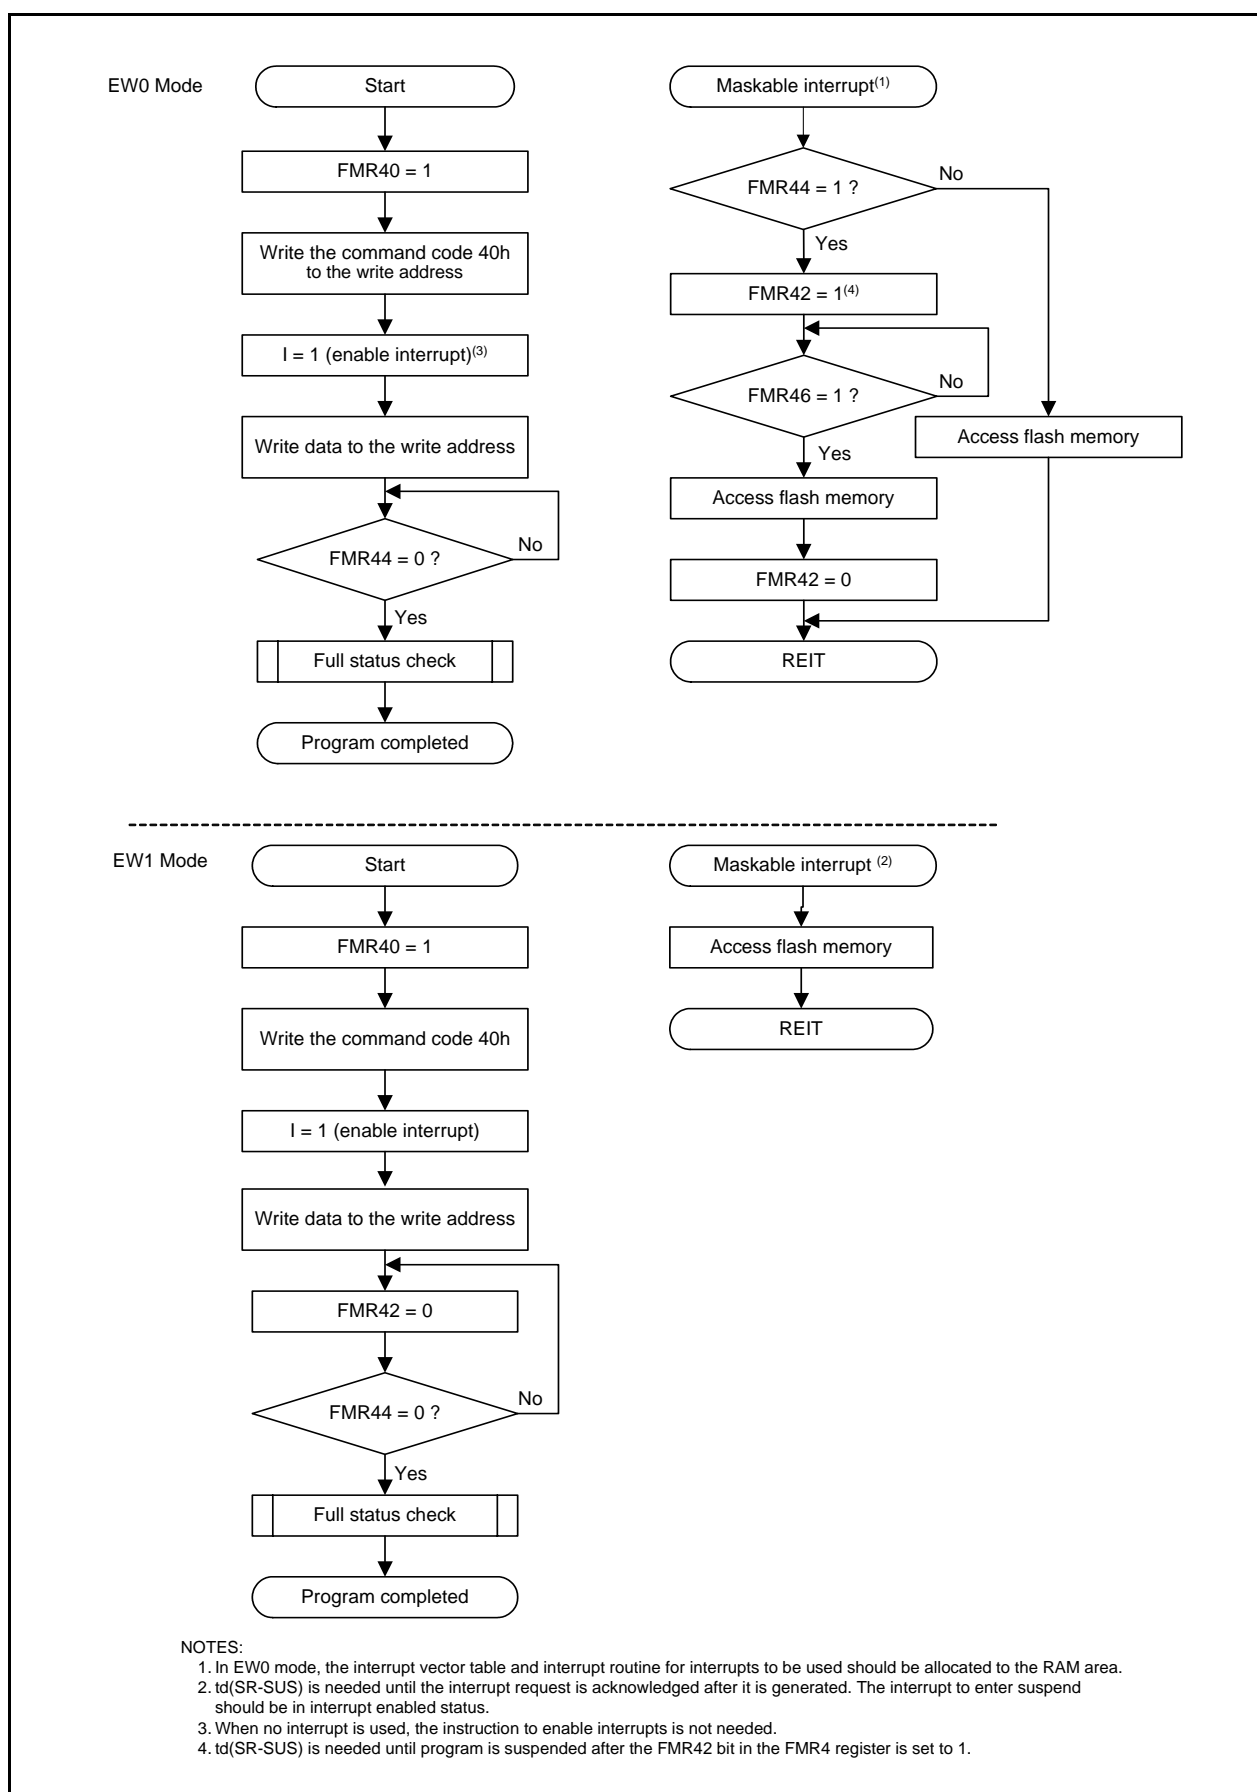 EW0 Mode
Start
FMR40 = 1
Write the command code 40h
to the write address
I = 1 (enable interrupt)(3)
Write data to the write address
FMR44 = 0 ?
No
Yes
Full status check
Program completed
Maskable interrupt(1)
FMR44 = 1 ?
No
Yes
FMR42 = 1(4)
FMR46 = 1 ?
No
Yes
Access flash memory
Access flash memory
FMR42 = 0
REIT
EW1 Mode
Start
FMR40 = 1
Write the command code 40h
I = 1 (enable interrupt)
Write data to the write address
FMR42 = 0
FMR44 = 0 ?
No
Yes
Full status check
Program completed
Maskable interrupt (2)
Access flash memory
REIT
NOTES:
1. In EW0 mode, the interrupt vector table and interrupt routine for interrupts to be used should be allocated to the RAM area.
2. td(SR-SUS) is needed until the interrupt request is acknowledged after it is generated. The interrupt to enter suspend
should be in interrupt enabled status.
3. When no interrupt is used, the instruction to enable interrupts is not needed.
4. td(SR-SUS) is needed until program is suspended after the FMR42 bit in the FMR4 register is set to 1.